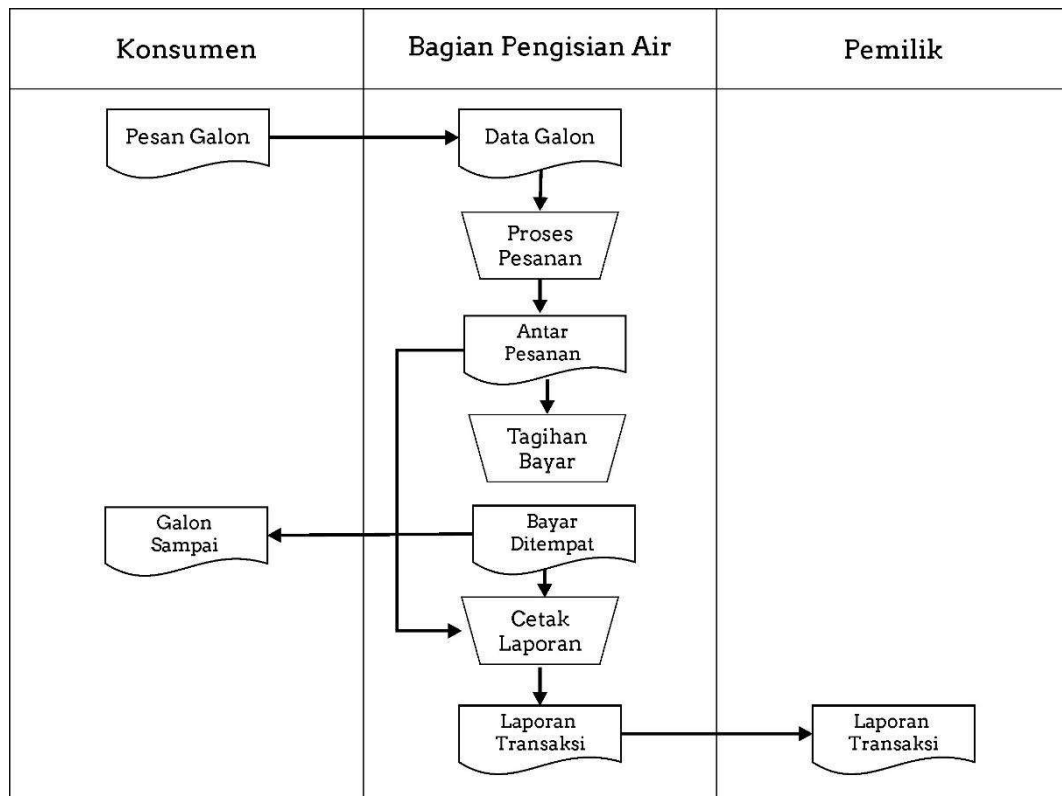 Konsumen
Bagian Pengisian Air
Pemilik
Pesan Galon
Data Galon
Proses
Pesanan
Antar
Pesanan
Tagihan
Bayar
Galon
Sampai
Bayar
Ditempat
Cetak
Laporan
Laporan
Transaksi
Laporan
Transaksi